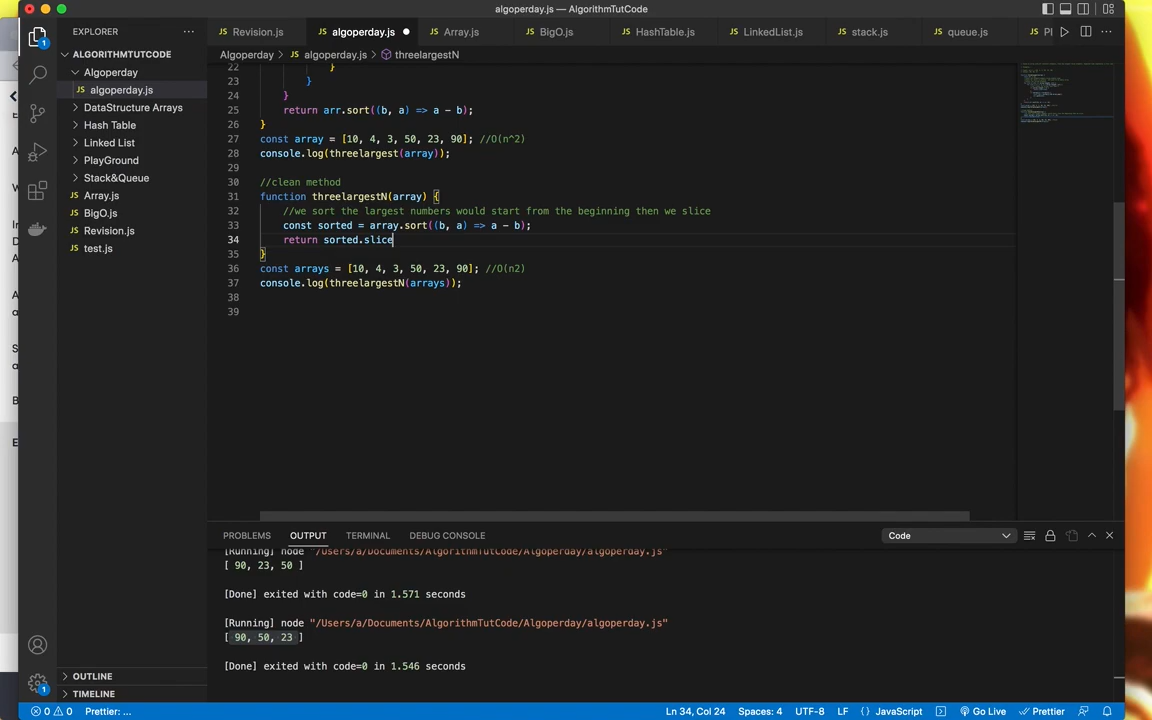 algoperday.js — AlgorithmTutCode
EXPLORER
ALGORITHMTUTCODE
Algoperday
algoperday.js
DataStructure Arrays
Hash Table
Linked List
PlayGround
Stack&Queue
Array.js
BigO.js
Revision.js
test.js
OUTLINE
TIMELINE
Revision.js algoperday.js Array.js BigO.js HashTable.js LinkedList.js stack.js queue.js
Algoperday > algoperday.js > threelargestN
22 }
23 }
24 }
25 return arr.sort((b, a) => a - b);
26 }
27 const array = [10, 4, 3, 50, 23, 90]; //O(n^2)
28 console.log(threelargest(array));
29
30 //clean method
31 function threelargestN(array) {
32 //we sort the largest numbers would start from the beginning then we slice
33 const sorted = array.sort((b, a) => a - b);
34 return sorted.slice
35 }
36 const arrays = [10, 4, 3, 50, 23, 90]; //O(n2)
37 console.log(threelargestN(arrays));
38
39
PROBLEMS OUTPUT TERMINAL DEBUG CONSOLE Code
[Running] node "/Users/a/Documents/AlgorithmTutCode/Algoperday/algoperday.js"
[ 90, 23, 50 ]
[Done] exited with code=0 in 1.571 seconds
[Running] node "/Users/a/Documents/AlgorithmTutCode/Algoperday/algoperday.js"
[ 90, 50, 23 ]
[Done] exited with code=0 in 1.546 seconds
0 0 Prettier: ... Ln 34, Col 24 Spaces: 4 UTF-8 LF {} JavaScript Go Live Prettier